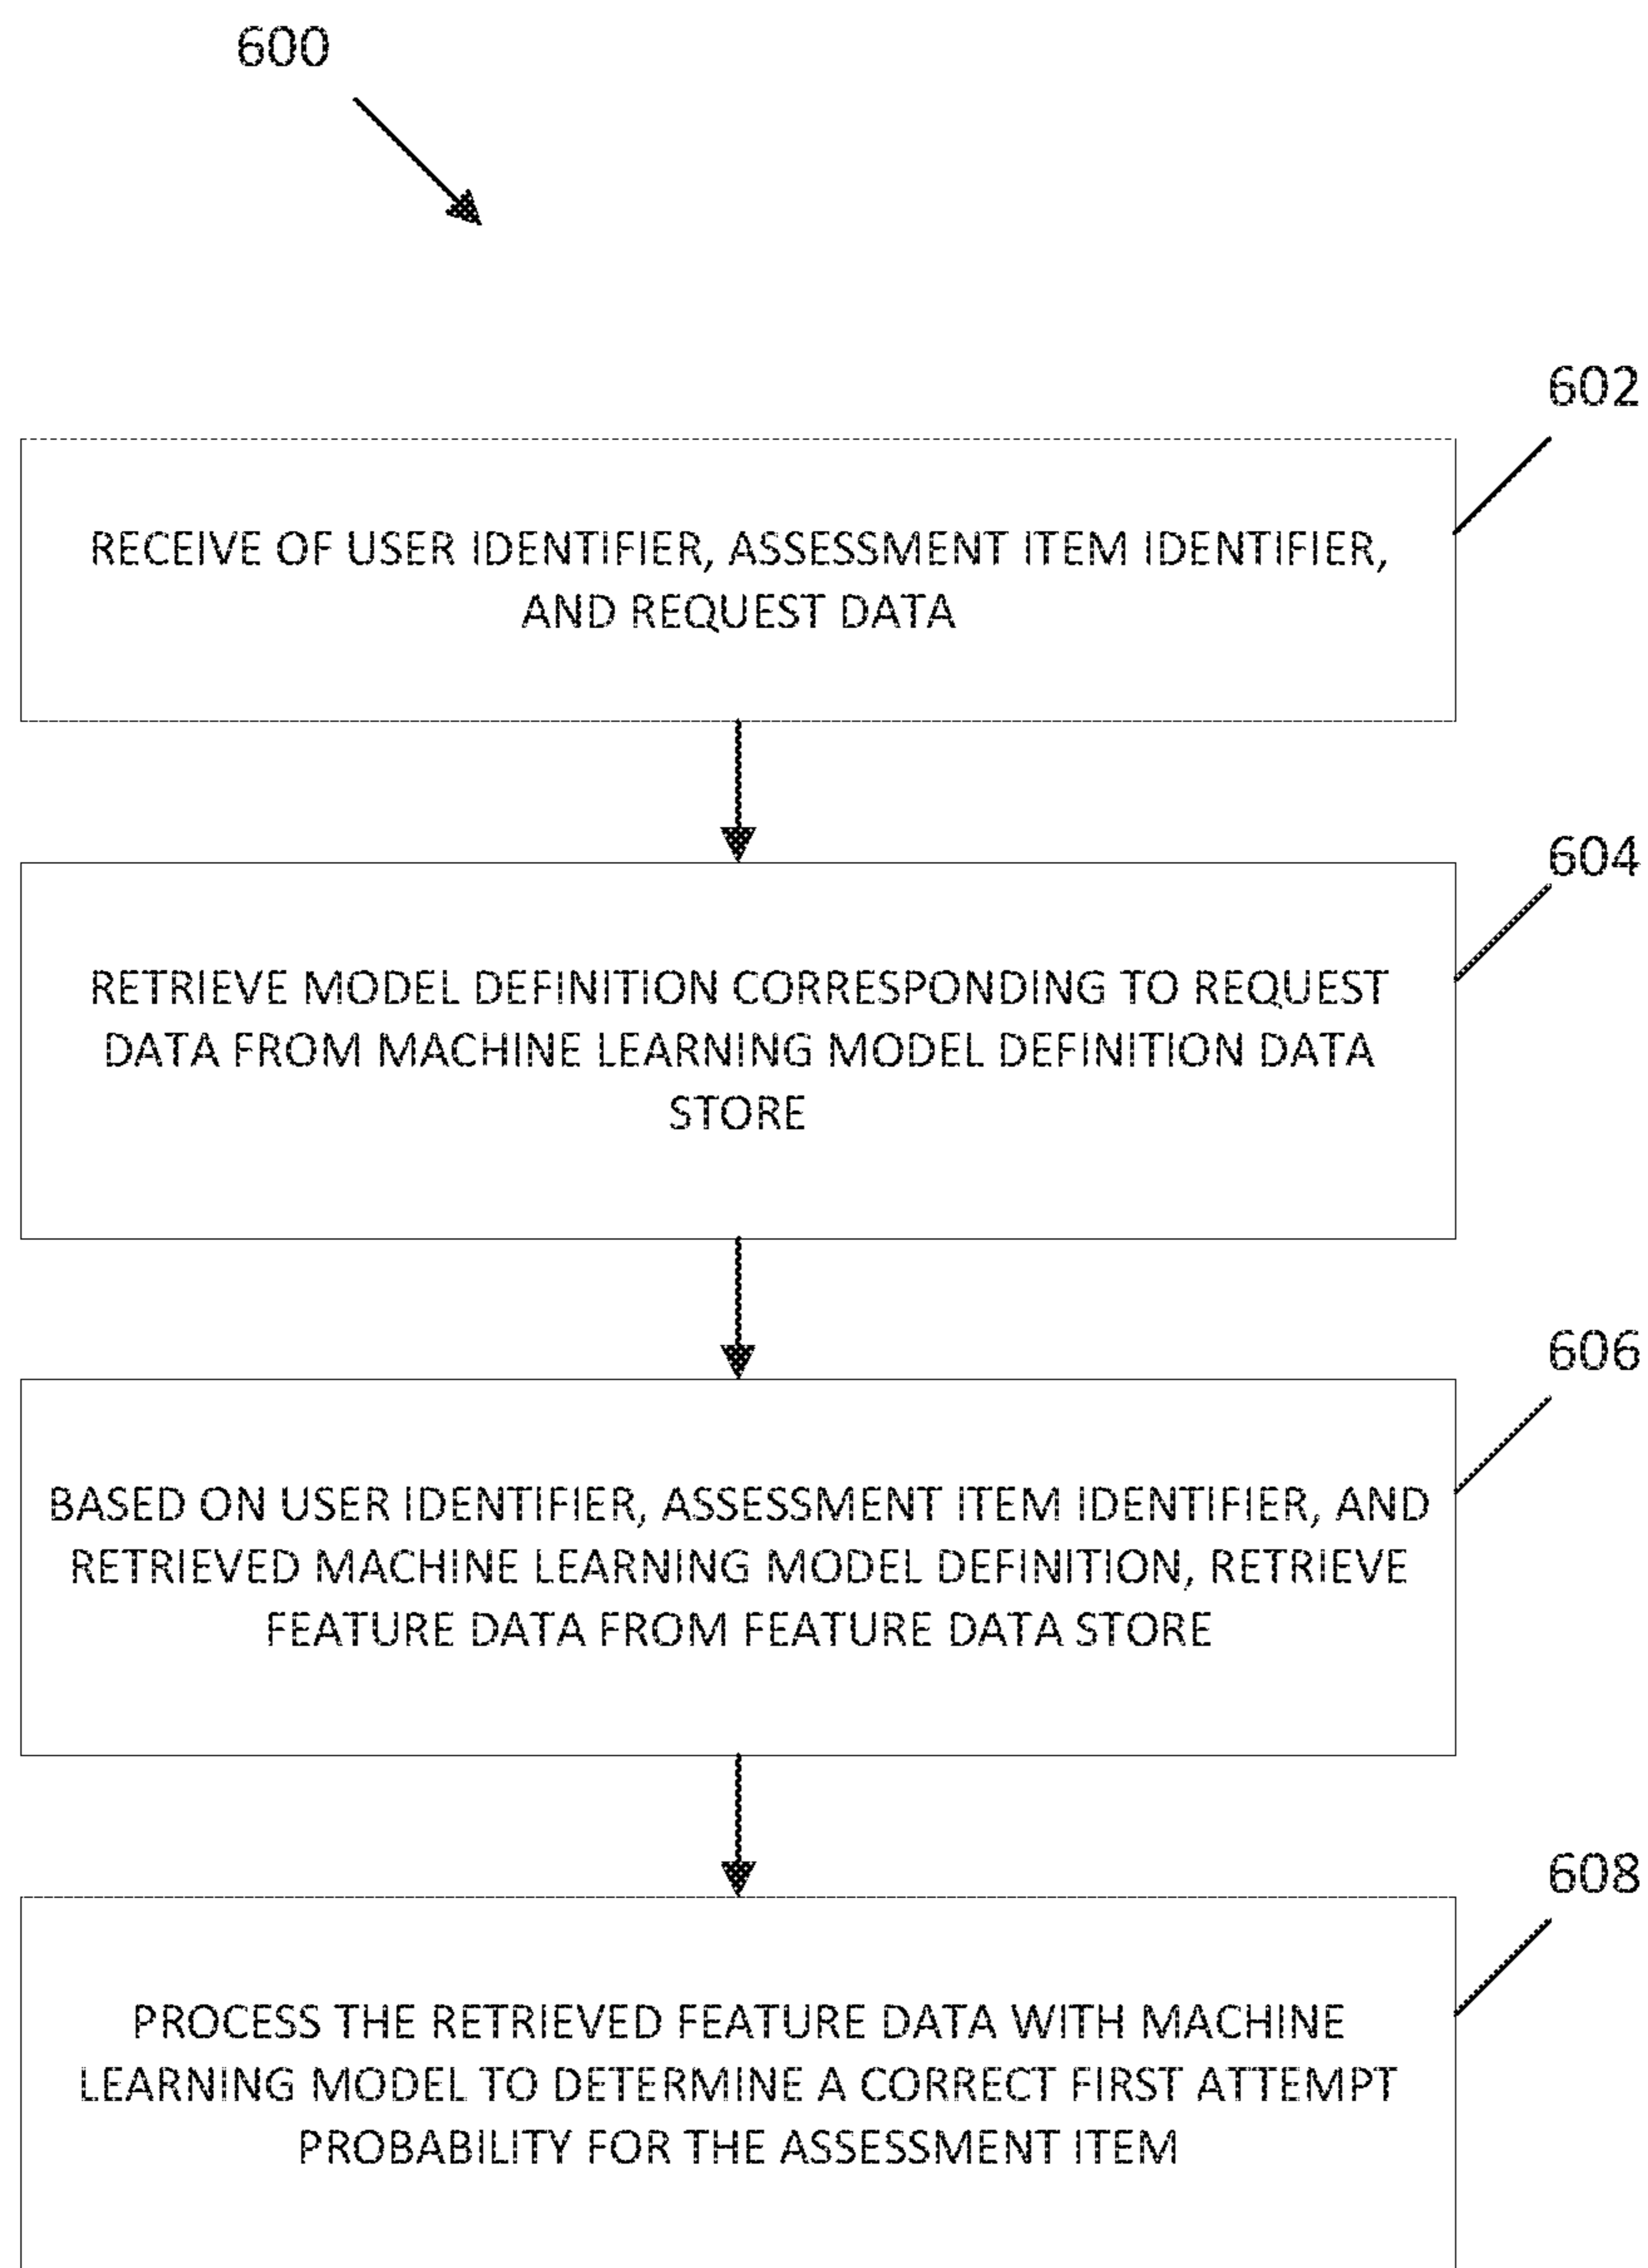 600
602
RECEIVE OF USER IDENTIFIER, ASSESSMENT ITEM IDENTIFIER,
AND REQUEST DATA
604
RETRIEVE MODEL DEFINITION CORRESPONDING TO REQUEST
DATA FROM MACHINE LEARNING MODEL DEFINITION DATA
STORE
606
BASED ON USER IDENTIFIER, ASSESSMENT ITEM IDENTIFIER, AND
RETRIEVED MACHINE LEARNING MODEL DEFINITION, RETRIEVE
FEATURE DATA FROM FEATURE DATA STORE
608
PROCESS THE RETRIEVED FEATURE DATA WITH MACHINE
LEARNING MODEL TO DETERMINE A CORRECT FIRST ATTEMPT
PROBABILITY FOR THE ASSESSMENT ITEM